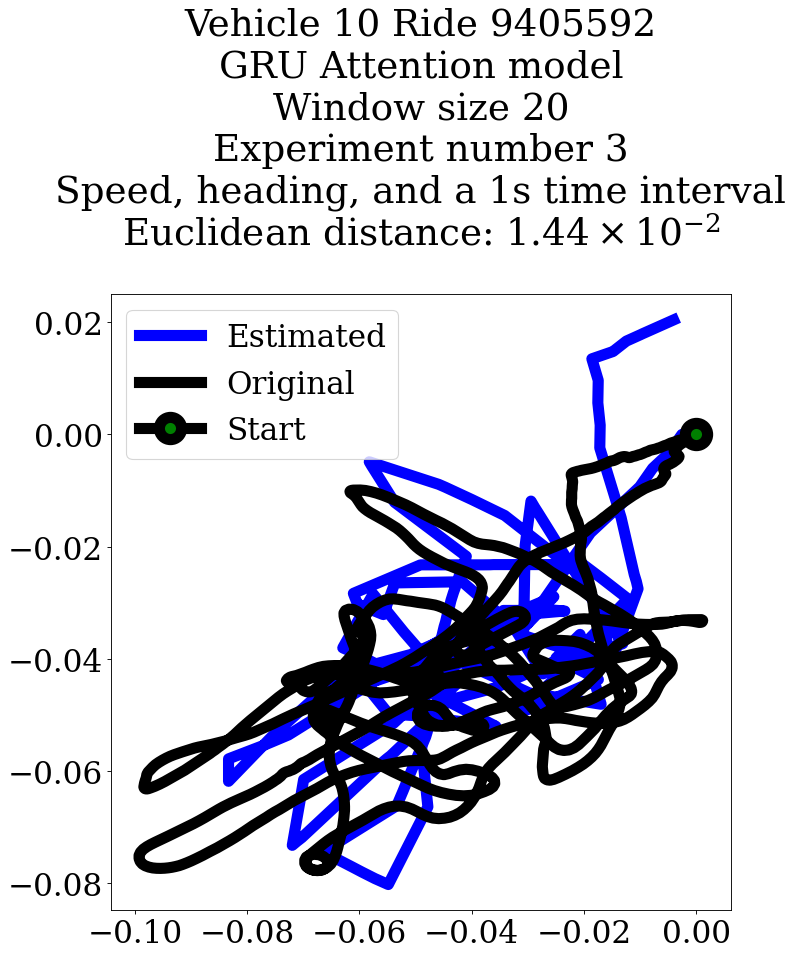 Vehicle 10 Ride 9405592
GRU Attention model
Window size 20
Experiment number 3
Speed, heading, and a 1s time interval
Euclidean distance: 1.44 × 10⁻²
Estimated
Original
Start
0.02
0.00
−0.02
−0.04
−0.06
−0.08
−0.10 −0.08 −0.06 −0.04 −0.02 0.00